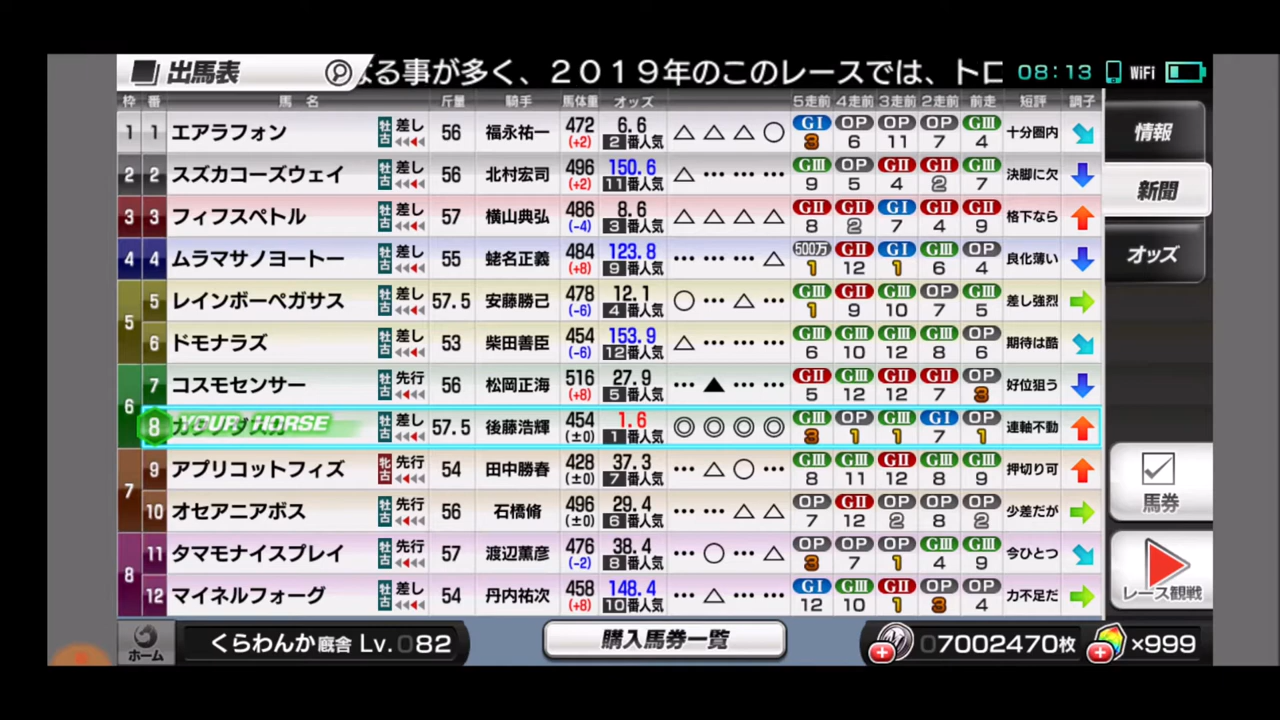 出馬表 よる事が多く、２０１９年のこのレースでは、トロ 08:13 WiFi
枠 番 馬名 斤量 騎手 馬体重 オッズ 5走前 4走前 3走前 2走前 前走 短評 調子
1 1 エアラフォン 牡古 差し 56 福永祐一 472 (+2) 6.6 2番人気 △ △ △ ○ GI 3 OP 6 OP 11 OP 7 GIII 4 十分圏内
2 2 スズカコーズウェイ 牡古 差し 56 北村宏司 496 (+2) 150.6 11番人気 △ … … … GIII 9 OP 5 GII 4 GII 2 GIII 7 決脚に欠
3 3 フィフスペトル 牡古 差し 57 横山典弘 486 (-4) 8.6 3番人気 △ △ △ △ GII 8 GII 2 GI 7 GII 4 GII 9 格下なら
4 4 ムラマサノヨートー 牡古 差し 55 蛯名正義 484 (+8) 123.8 9番人気 … … … △ 500万 1 GII 12 GI 1 GIII 6 OP 4 良化薄い
5 5 レインボーペガサス 牡古 差し 57.5 安藤勝己 478 (-6) 12.1 4番人気 ○ … △ … GIII 1 GII 9 GIII 10 GIII 7 GIII 5 差し強烈
6 ドモナラズ 牡古 差し 53 柴田善臣 454 (-6) 153.9 12番人気 △ … … … GIII 6 GIII 10 GIII 12 GIII 8 OP 6 期待は酷
6 7 コスモセンサー 牡古 先行 56 松岡正海 516 (+8) 27.9 5番人気 … ▲ … … GII 5 GII 12 GII 12 GII 7 OP 3 好位狙う
8 YOUR HORSE 牡古 差し 57.5 後藤浩輝 454 (±0) 1.6 1番人気 ◎ ◎ ◎ ◎ GIII 3 OP 1 GIII 1 GI 7 OP 1 連軸不動
7 9 アプリコットフィズ 牝古 先行 54 田中勝春 428 (±0) 37.3 7番人気 … △ ○ … GIII 8 GIII 11 GII 12 GIII 8 GIII 9 押切り可
10 オセアニアボス 牡古 先行 56 石橋脩 496 (±0) 29.4 6番人気 … … △ △ OP 7 GII 12 OP 2 OP 8 OP 2 少差だが
8 11 タマモナイスプレイ 牡古 先行 57 渡辺薫彦 476 (-2) 38.4 8番人気 … ○ … △ OP 3 OP 7 OP 1 GIII 4 GIII 9 今ひとつ
12 マイネルフォーグ 牡古 差し 54 丹内祐次 458 (+8) 148.4 10番人気 … △ … … GI 12 GIII 10 GII 1 OP 3 OP 4 力不足だ
情報
新聞
オッズ
馬券
レース観戦
ホーム くらわんか厩舎 Lv.082 購入馬券一覧 07002470枚 ×999